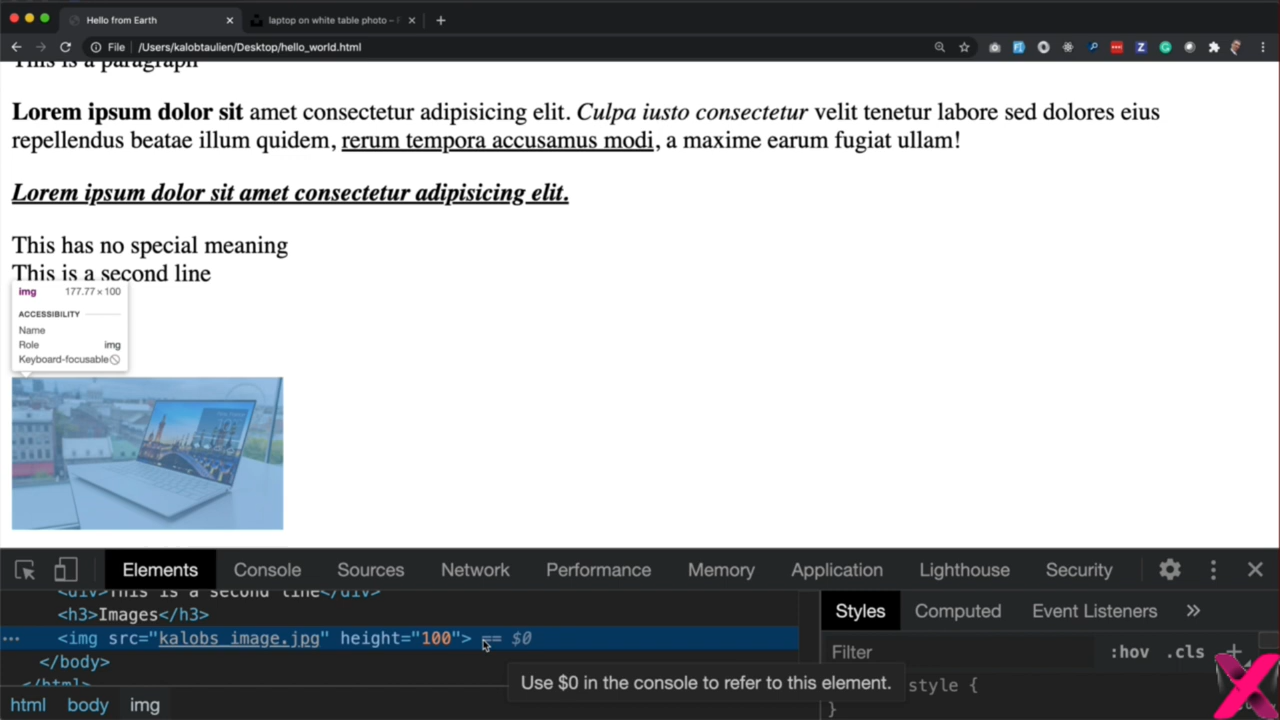 Hello from Earth
laptop on white table photo – F
File /Users/kalobtaulien/Desktop/hello_world.html
This is a paragraph
Lorem ipsum dolor sit amet consectetur adipisicing elit. Culpa iusto consectetur velit tenetur labore sed dolores eius
repellendus beatae illum quidem, rerum tempora accusamus modi, a maxime earum fugiat ullam!
Lorem ipsum dolor sit amet consectetur adipisicing elit.
This has no special meaning
This is a second line
img 177.77 × 100
ACCESSIBILITY
Name
Role img
Keyboard-focusable
Elements Console Sources Network Performance Memory Application Lighthouse Security
<div>This is a second line</div>
<h3>Images</h3>
<img src="kalobs_image.jpg" height="100"> == $0
</body>
</html>
html body img
Styles Computed Event Listeners
Filter :hov .cls
Use $0 in the console to refer to this element.
style {
}